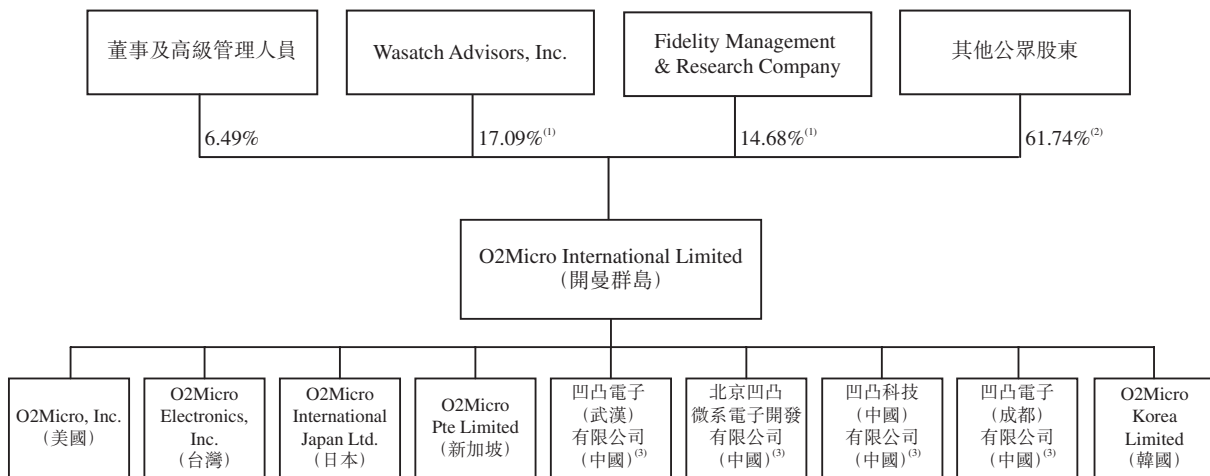 董事及高級管理人員
Wasatch Advisors, Inc.
Fidelity Management
& Research Company
其他公眾股東
6.49%
17.09%(1)
14.68%(1)
61.74%(2)
O2Micro International Limited
（開曼群島）
O2Micro, Inc.
（美國）
O2Micro
Electronics,
Inc.
（台灣）
O2Micro
International
Japan Ltd.
（日本）
O2Micro
Pte Limited
（新加坡）
凹凸電子
（武漢）
有限公司
（中國）(3)
北京凹凸
微系電子開發
有限公司
（中國）(3)
凹凸科技
（中國）
有限公司
（中國）(3)
凹凸電子
（成都）
有限公司
（中國）(3)
O2Micro
Korea
Limited
（韓國）